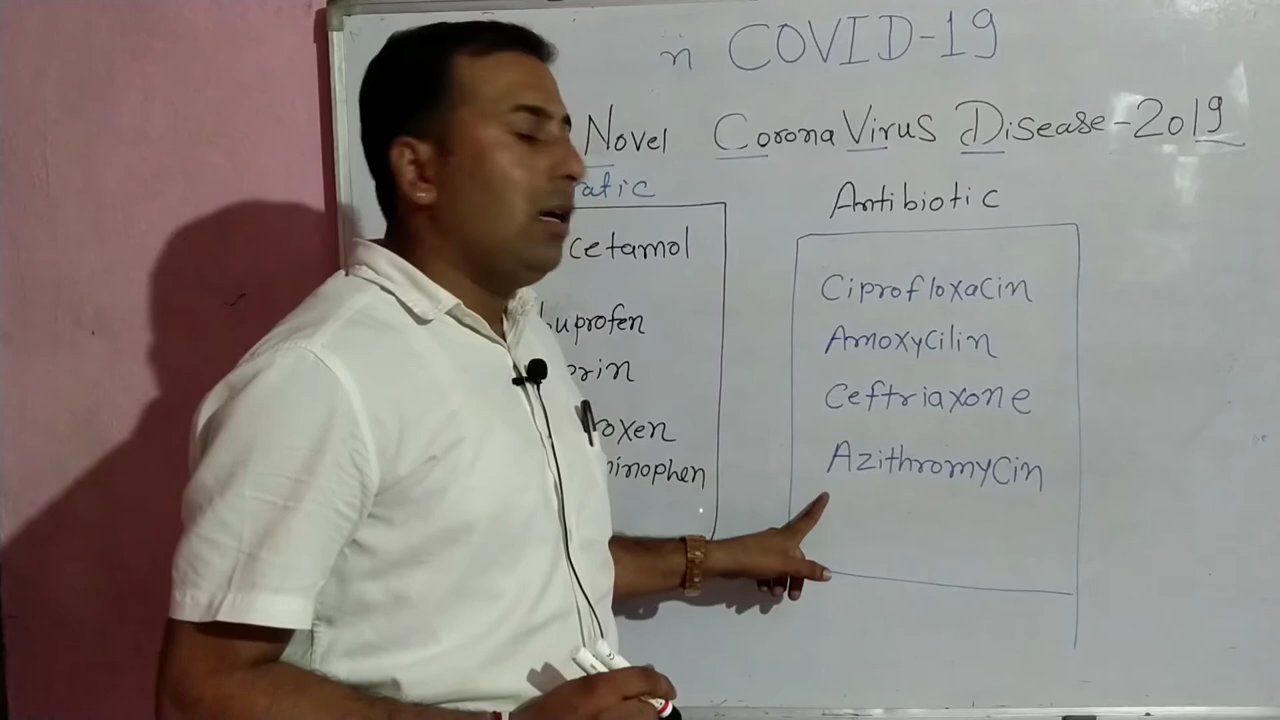 n COVID-19
Novel CoronaVirus Disease-2019
atic
Antibiotic
cetamol
uprofen
rin
oxen
inophen
Ciprofloxacin
Amoxycilin
Ceftriaxone
Azithromycin